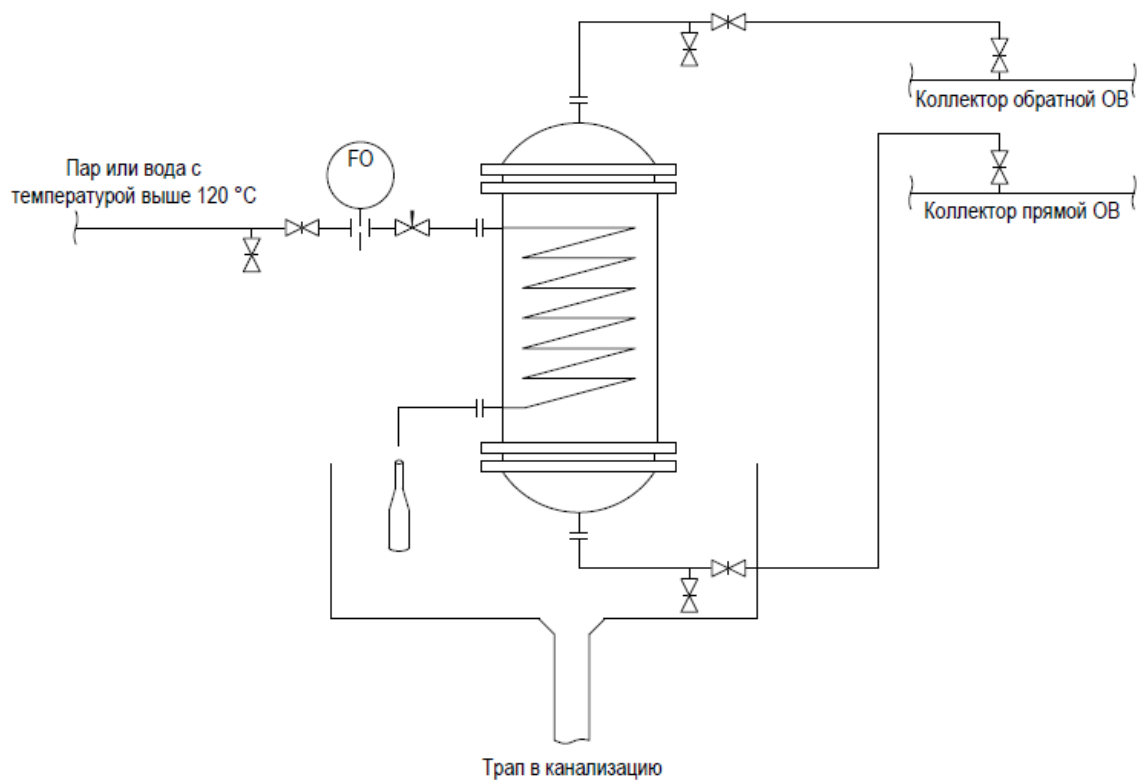 Коллектор обратной ОВ
FO
Пар или вода с
температурой выше 120 °C
Коллектор прямой ОВ
Трап в канализацию